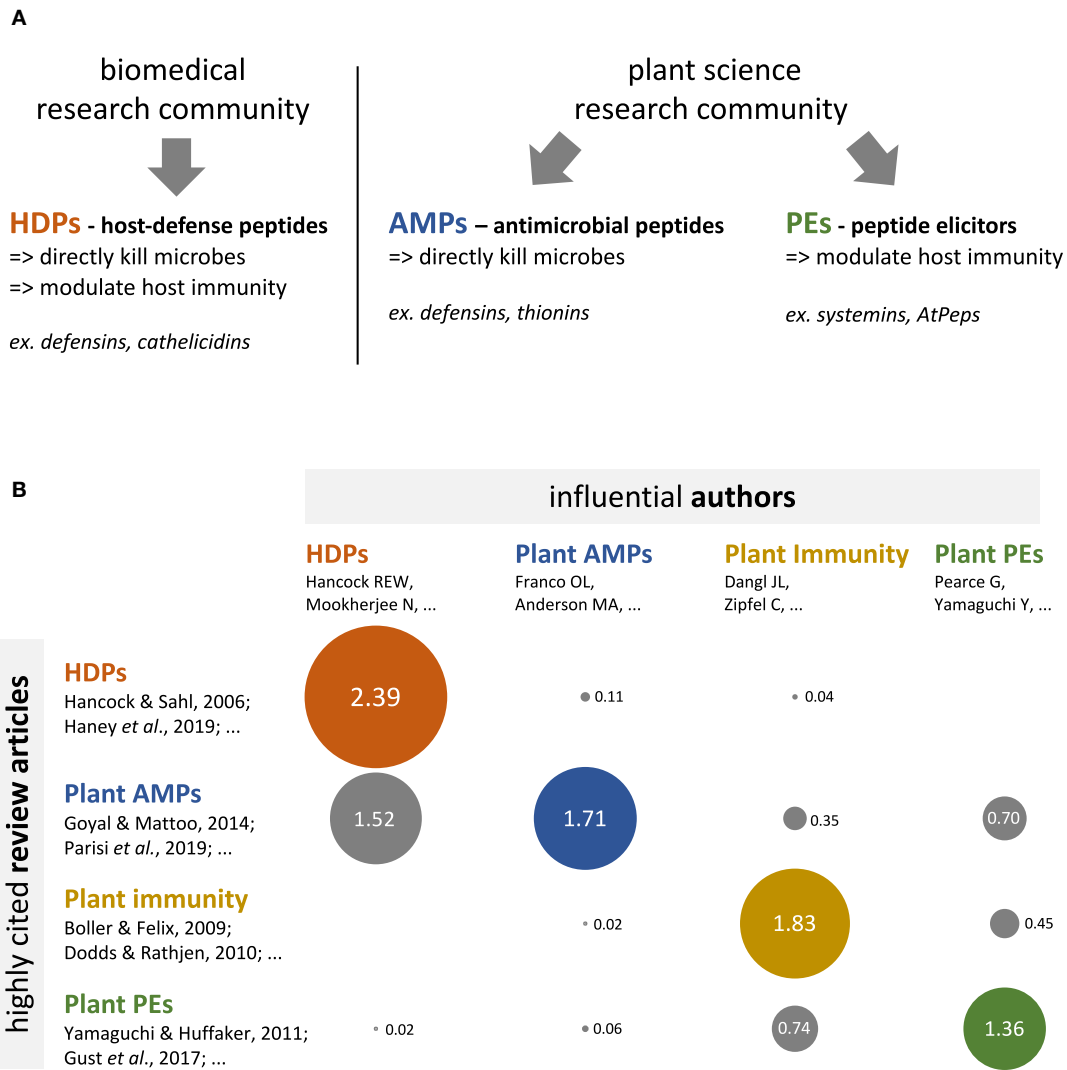 A
biomedical
research community
plant science
research community
HDPs - host-defense peptides
=> directly kill microbes
=> modulate host immunity
ex. defensins, cathelicidins
AMPs – antimicrobial peptides
=> directly kill microbes
ex. defensins, thionins
PEs - peptide elicitors
=> modulate host immunity
ex. systemins, AtPeps
B
influential authors
HDPs
Hancock REW,
Mookherjee N, ...
Plant AMPs
Franco OL,
Anderson MA, ...
Plant Immunity
Dangl JL,
Zipfel C, ...
Plant PEs
Pearce G,
Yamaguchi Y, ...
highly cited review articles
HDPs
Hancock & Sahl, 2006;
Haney et al., 2019; ...
2.39
0.11
0.04
Plant AMPs
Goyal & Mattoo, 2014;
Parisi et al., 2019; ...
1.52
1.71
0.35
0.70
Plant immunity
Boller & Felix, 2009;
Dodds & Rathjen, 2010; ...
0.02
1.83
0.45
Plant PEs
Yamaguchi & Huffaker, 2011;
Gust et al., 2017; ...
0.02
0.06
0.74
1.36